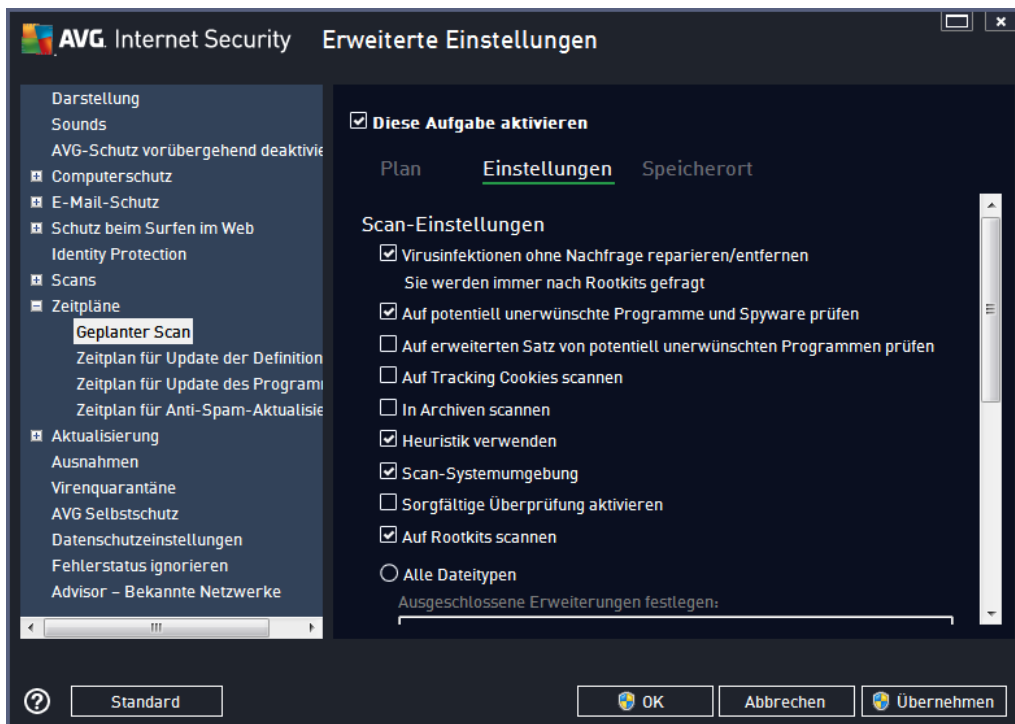 AVG. Internet Security Erweiterte Einstellungen
Darstellung
Sounds
AVG-Schutz vorübergehend deaktivie
Computerschutz
E-Mail-Schutz
Schutz beim Surfen im Web
Identity Protection
Scans
Zeitpläne
Geplanter Scan
Zeitplan für Update der Definition
Zeitplan für Update des Program
Zeitplan für Anti-Spam-Aktualisie
Aktualisierung
Ausnahmen
Virenquarantäne
AVG Selbstschutz
Datenschutzeinstellungen
Fehlerstatus ignorieren
Advisor – Bekannte Netzwerke
Diese Aufgabe aktivieren
Plan Einstellungen Speicherort
Scan-Einstellungen
Virusinfektionen ohne Nachfrage reparieren/entfernen
Sie werden immer nach Rootkits gefragt
Auf potentiell unerwünschte Programme und Spyware prüfen
Auf erweiterten Satz von potentiell unerwünschten Programmen prüfen
Auf Tracking Cookies scannen
In Archiven scannen
Heuristik verwenden
Scan-Systemumgebung
Sorgfältige Überprüfung aktivieren
Auf Rootkits scannen
Alle Dateitypen
Ausgeschlossene Erweiterungen festlegen:
? Standard OK Abbrechen Übernehmen